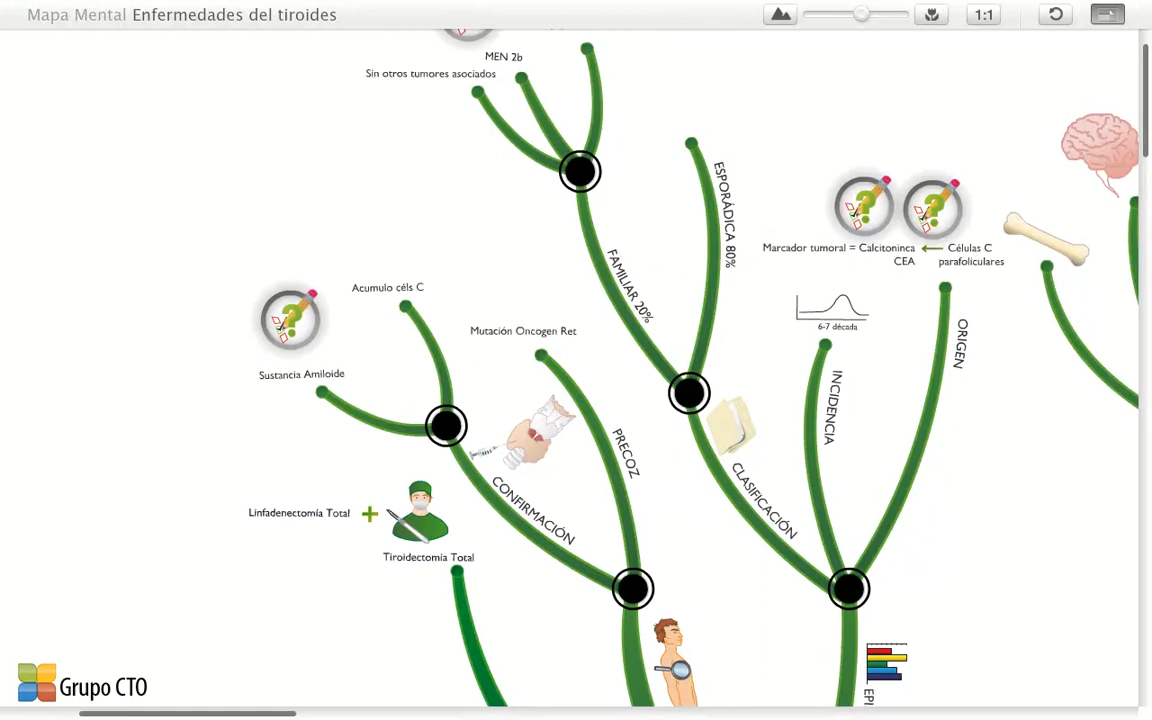 Mapa Mental Enfermedades del tiroides
1:1
MEN 2b
Sin otros tumores asociados
ESPORÁDICA 80%
FAMILIAR 20%
Marcador tumoral = Calcitoninca
CEA
Células C
parafoliculares
Acumulo céls C
6-7 década
Mutación Oncogen Ret
ORIGEN
Sustancia Amiloide
INCIDENCIA
PRECOZ
CLASIFICACIÓN
CONFIRMACIÓN
Linfadenectomía Total
+
Tiroidectomía Total
EPI
Grupo CTO